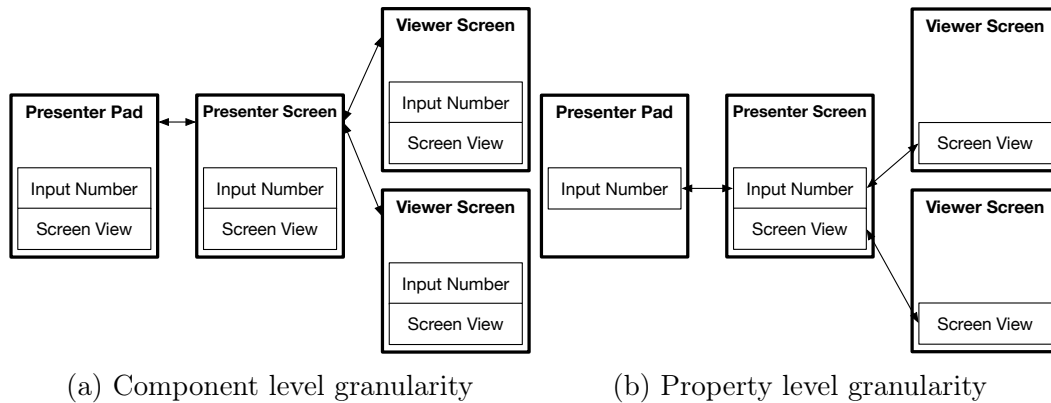 Viewer Screen
Input Number
Screen View
Presenter Pad
Input Number
Screen View
Presenter Screen
Input Number
Screen View
Viewer Screen
Input Number
Screen View
(a) Component level granularity
Viewer Screen
Screen View
Presenter Pad
Input Number
Presenter Screen
Input Number
Screen View
Viewer Screen
Screen View
(b) Property level granularity